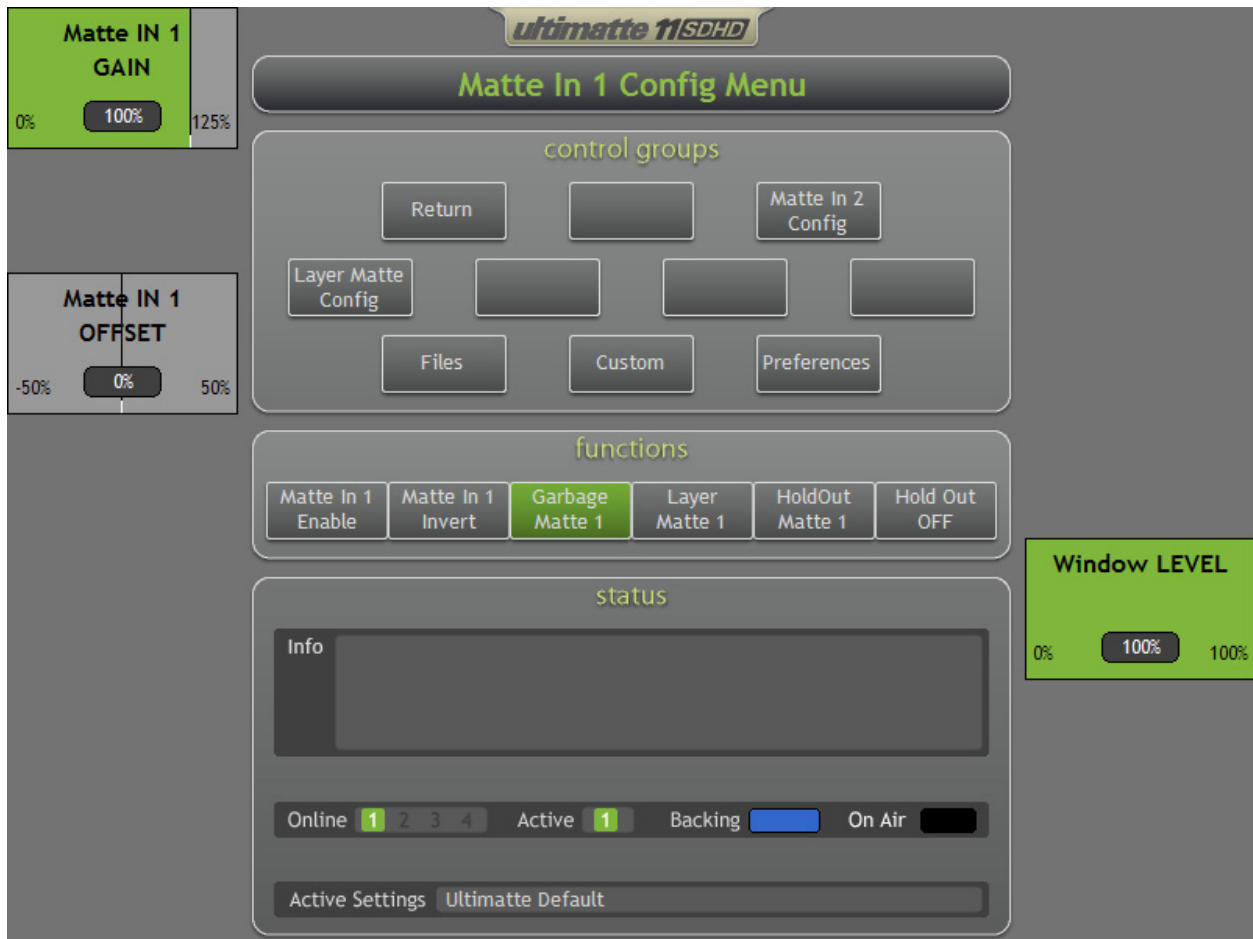 Matte IN 1
GAIN
0% 100% 125%
ultimatte 11 SDHD
Matte In 1 Config Menu
control groups
Return
Matte In 2
Config
Layer Matte
Config
Files
Custom
Preferences
Matte IN 1
OFFSET
-50% 0% 50%
functions
Matte In 1
Enable
Matte In 1
Invert
Garbage
Matte 1
Layer
Matte 1
HoldOut
Matte 1
Hold Out
OFF
Window LEVEL
0% 100% 100%
status
Info
Online 1 2 3 4 Active 1 Backing On Air
Active Settings Ultimatte Default